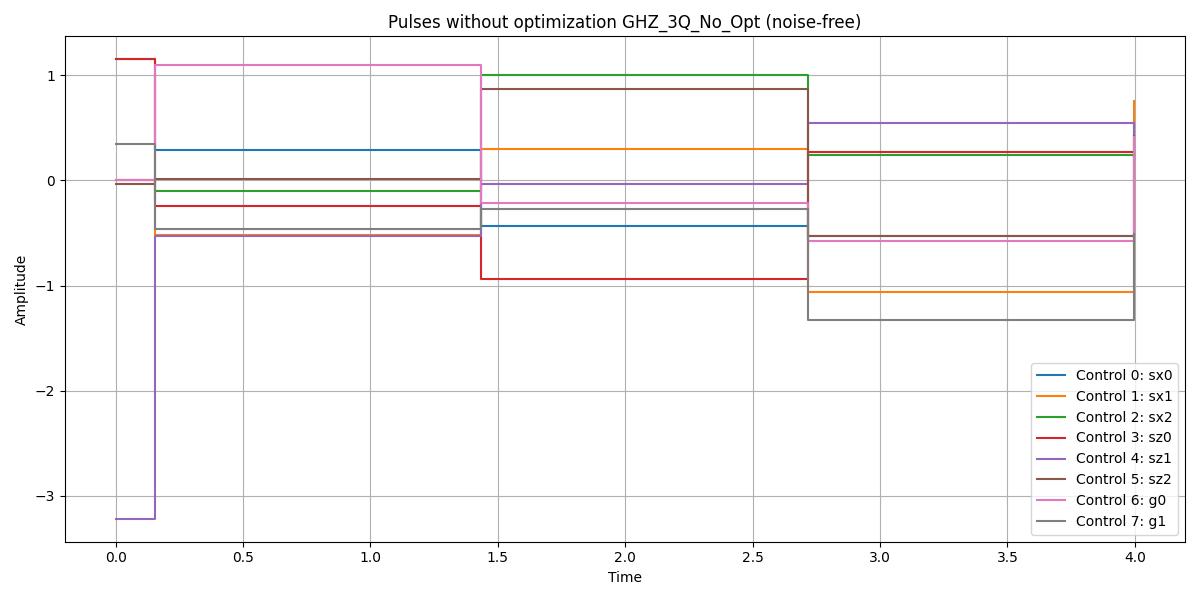 Pulses without optimization GHZ_3Q_No_Opt (noise-free)
Amplitude
1
0
−1
−2
−3
0.0 0.5 1.0 1.5 2.0 2.5 3.0 3.5 4.0
Time
Control 0: sx0
Control 1: sx1
Control 2: sx2
Control 3: sz0
Control 4: sz1
Control 5: sz2
Control 6: g0
Control 7: g1